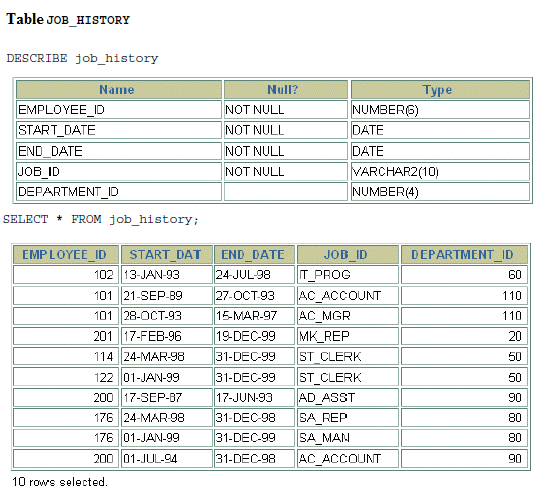 Table JOB_HISTORY
DESCRIBE job_history
Name Null? Type
EMPLOYEE_ID NOT NULL NUMBER(6)
START_DATE NOT NULL DATE
END_DATE NOT NULL DATE
JOB_ID NOT NULL VARCHAR2(10)
DEPARTMENT_ID NUMBER(4)
SELECT * FROM job_history;
EMPLOYEE_ID START_DAT END_DATE JOB_ID DEPARTMENT_ID
102 13-JAN-93 24-JUL-98 IT_PROG 60
101 21-SEP-89 27-OCT-93 AC_ACCOUNT 110
101 28-OCT-93 15-MAR-97 AC_MGR 110
201 17-FEB-96 19-DEC-99 MK_REP 20
114 24-MAR-98 31-DEC-99 ST_CLERK 50
122 01-JAN-99 31-DEC-99 ST_CLERK 50
200 17-SEP-87 17-JUN-93 AD_ASST 90
176 24-MAR-98 31-DEC-98 SA_REP 80
176 01-JAN-99 31-DEC-99 SA_MAN 80
200 01-JUL-94 31-DEC-98 AC_ACCOUNT 90
10 rows selected.